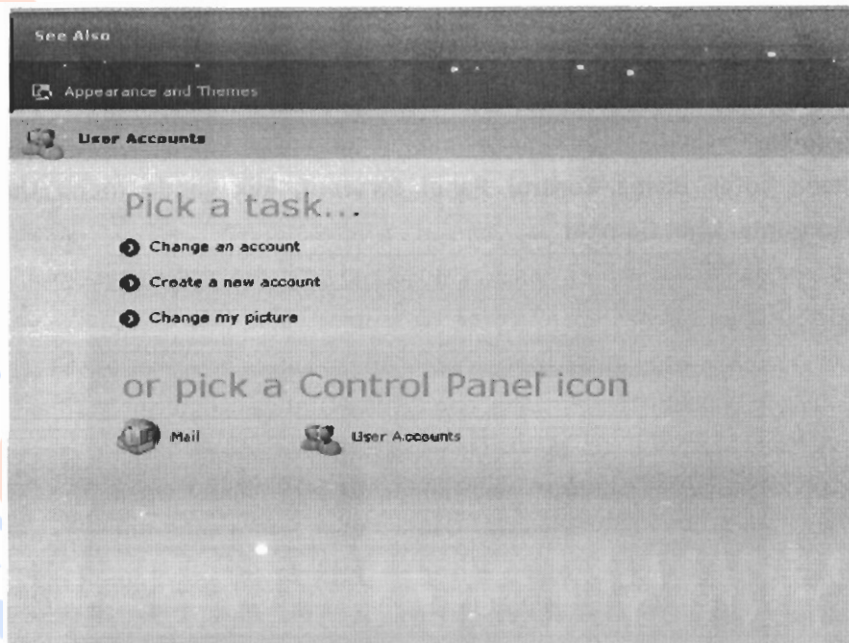 See Also
Appearance and Themes
User Accounts
Pick a task...
Change an account
Create a new account
Change my picture
or pick a Control Panel icon
Mail User Accounts